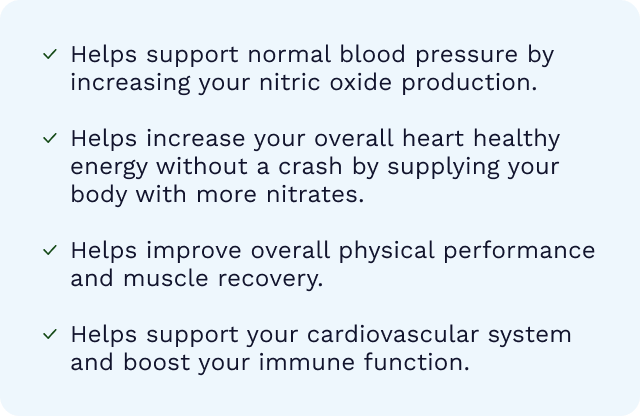 Helps support normal blood pressure by
increasing your nitric oxide production.
Helps increase your overall heart healthy
energy without a crash by supplying your
body with more nitrates.
Helps improve overall physical performance
and muscle recovery.
Helps support your cardiovascular system
and boost your immune function.